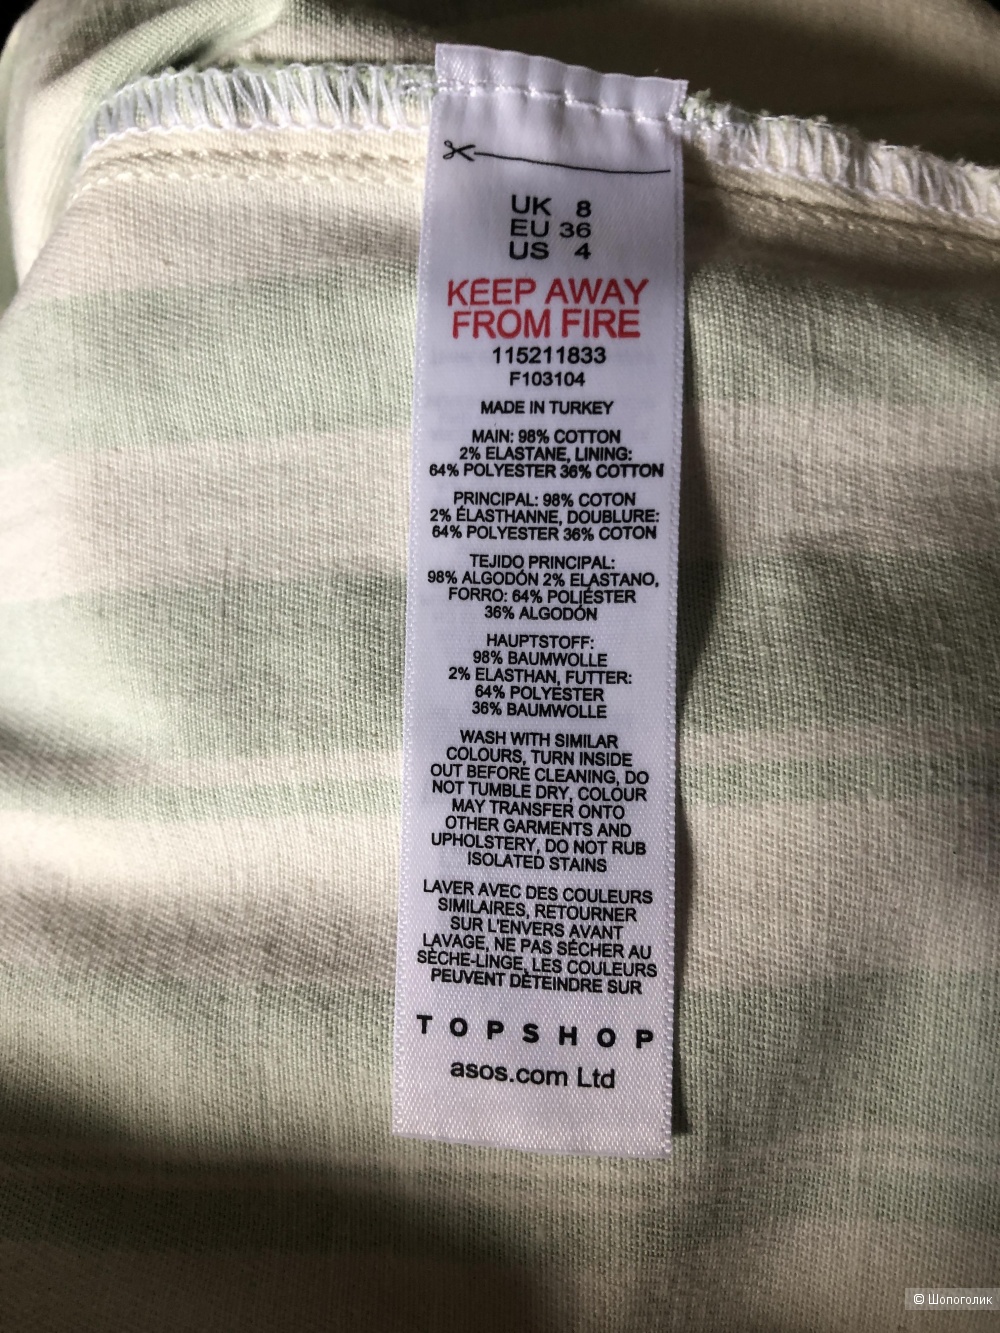 UK 8
EU 36
US 4
KEEP AWAY
FROM FIRE
115211833
F103104
MADE IN TURKEY
MAIN: 98% COTTON
2% ELASTANE, LINING:
64% POLYESTER 36% COTTON
PRINCIPAL: 98% COTON
2% ÉLASTHANNE, DOUBLURE:
64% POLYESTER 36% COTON
TEJIDO PRINCIPAL:
98% ALGODÓN 2% ELASTANO,
FORRO: 64% POLIÉSTER
36% ALGODÓN
HAUPTSTOFF:
98% BAUMWOLLE
2% ELASTHAN, FUTTER:
64% POLYESTER
36% BAUMWOLLE
WASH WITH SIMILAR
COLOURS, TURN INSIDE
OUT BEFORE CLEANING, DO
NOT TUMBLE DRY, COLOUR
MAY TRANSFER ONTO
OTHER GARMENTS AND
UPHOLSTERY, DO NOT RUB
ISOLATED STAINS
LAVER AVEC DES COULEURS
SIMILAIRES, RETOURNER
SUR L'ENVERS AVANT
LAVAGE, NE PAS SÉCHER AU
SÈCHE-LINGE, LES COULEURS
PEUVENT DÉTEINDRE SUR
TOPSHOP
asos.com Ltd
© Шопоголик